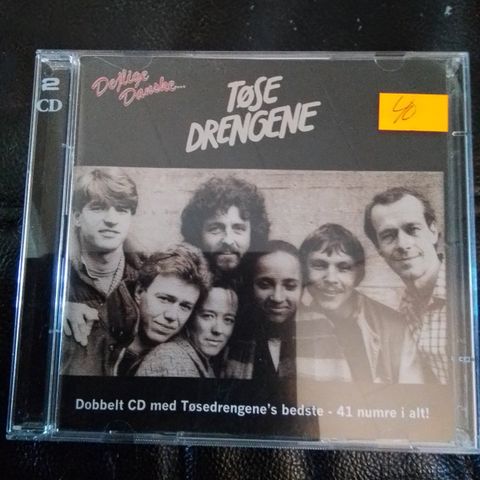 2
CD
Dejlige
Danske...
TØSE
DRENGENE
40
Dobbelt CD med Tøsedrengene's bedste - 41 numre i alt!